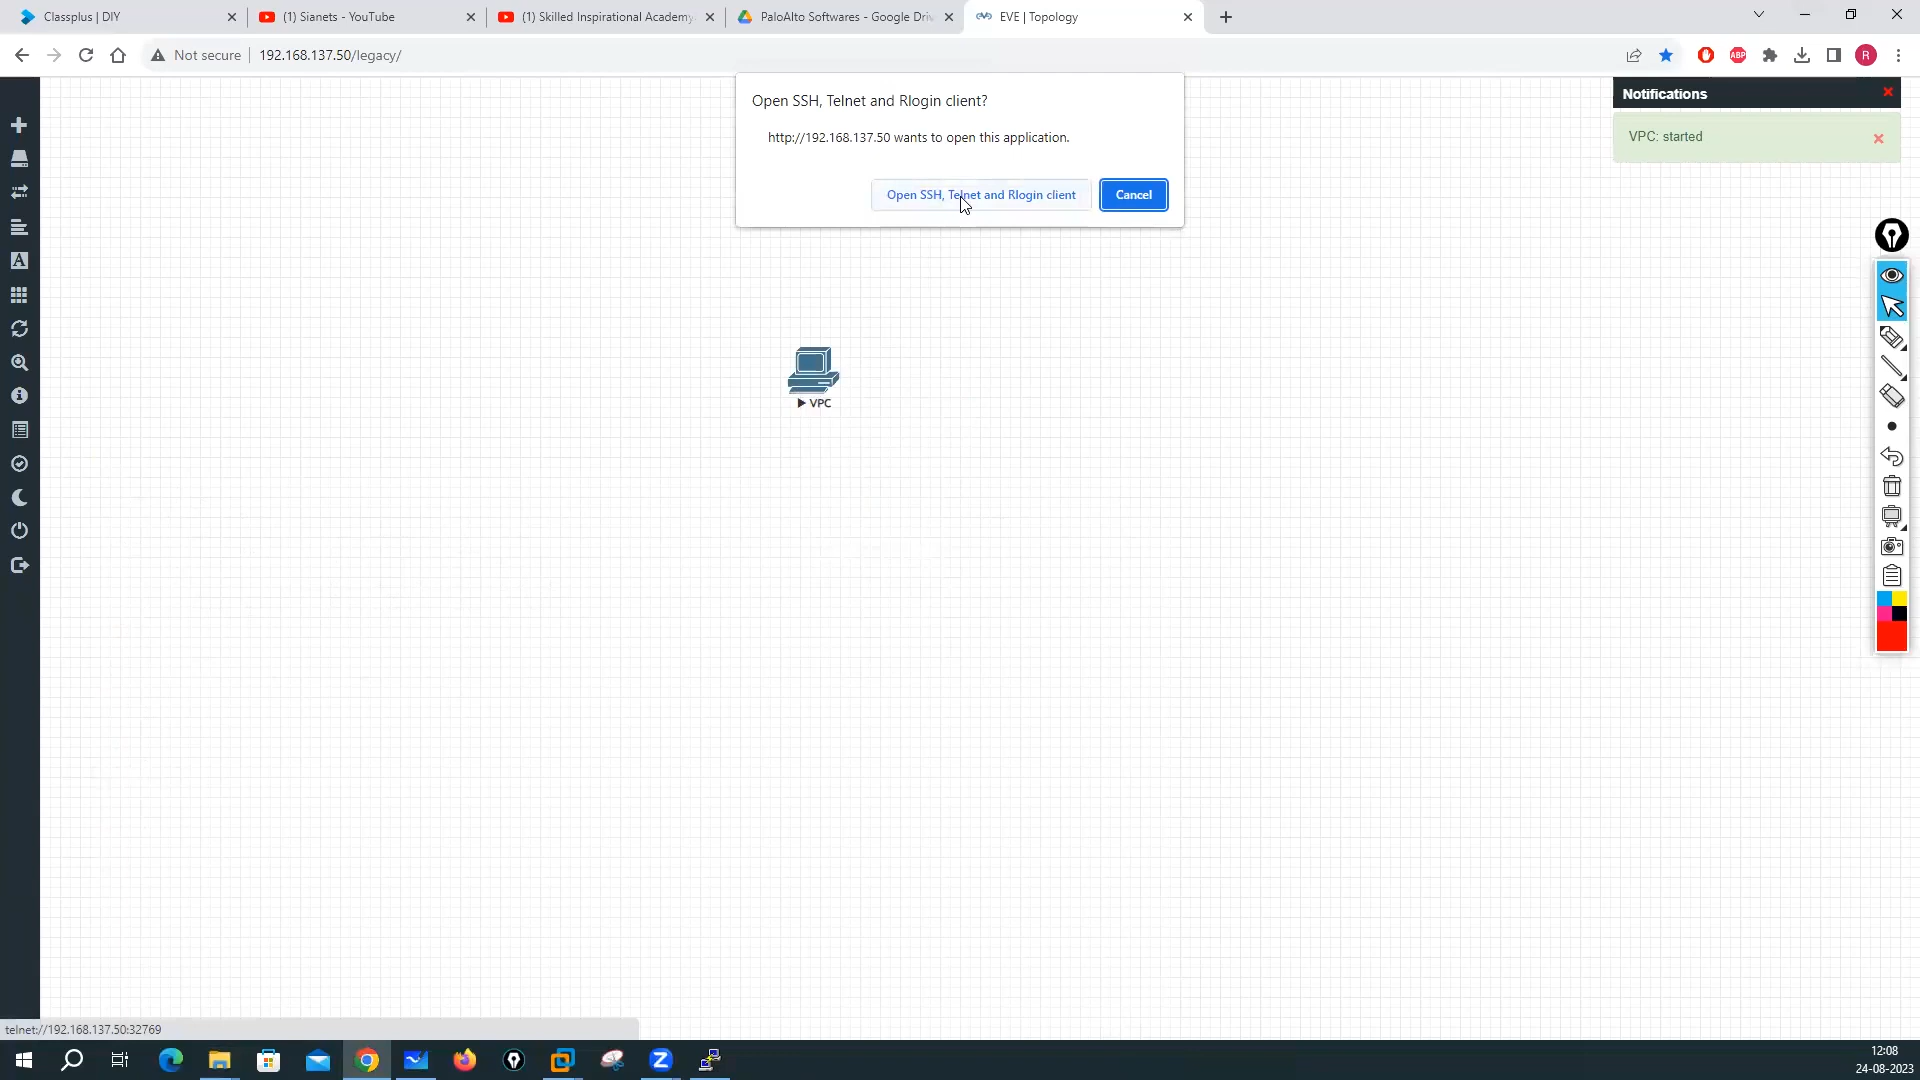 Classplus | DIY
(1) Sianets - YouTube
(1) Skilled Inspirational Academy
PaloAlto Softwares - Google Driv
EVE | Topology
Not secure
192.168.137.50/legacy/
ABP
R
Open SSH, Telnet and Rlogin client?
http://192.168.137.50 wants to open this application.
Open SSH, Telnet and Rlogin client
Cancel
Notifications
VPC: started
A
VPC
telnet://192.168.137.50:32769
Z
12:08
24-08-2023